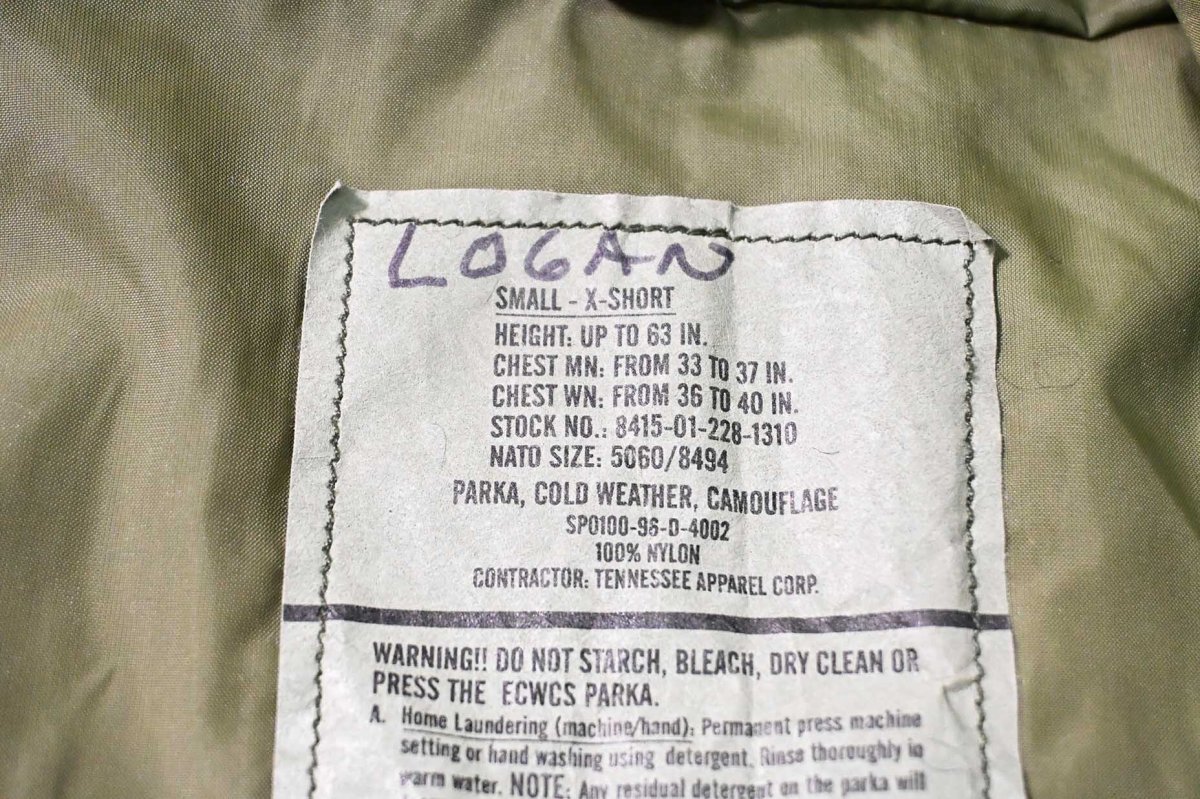 LOGAN
SMALL - X-SHORT
HEIGHT: UP TO 63 IN.
CHEST MN: FROM 33 TO 37 IN.
CHEST WN: FROM 36 TO 40 IN.
STOCK NO.: 8415-01-228-1310
NATO SIZE: 5060/8494
PARKA, COLD WEATHER, CAMOUFLAGE
SPO100-96-D-4002
100% NYLON
CONTRACTOR: TENNESSEE APPAREL CORP.
WARNING!! DO NOT STARCH, BLEACH, DRY CLEAN OR
PRESS THE ECWCS PARKA.
A. Home Laundering (machine/hand): Permanent press machine
setting or hand washing using detergent. Rinse thoroughly in
warm water. NOTE: Any residual detergent on the parka will